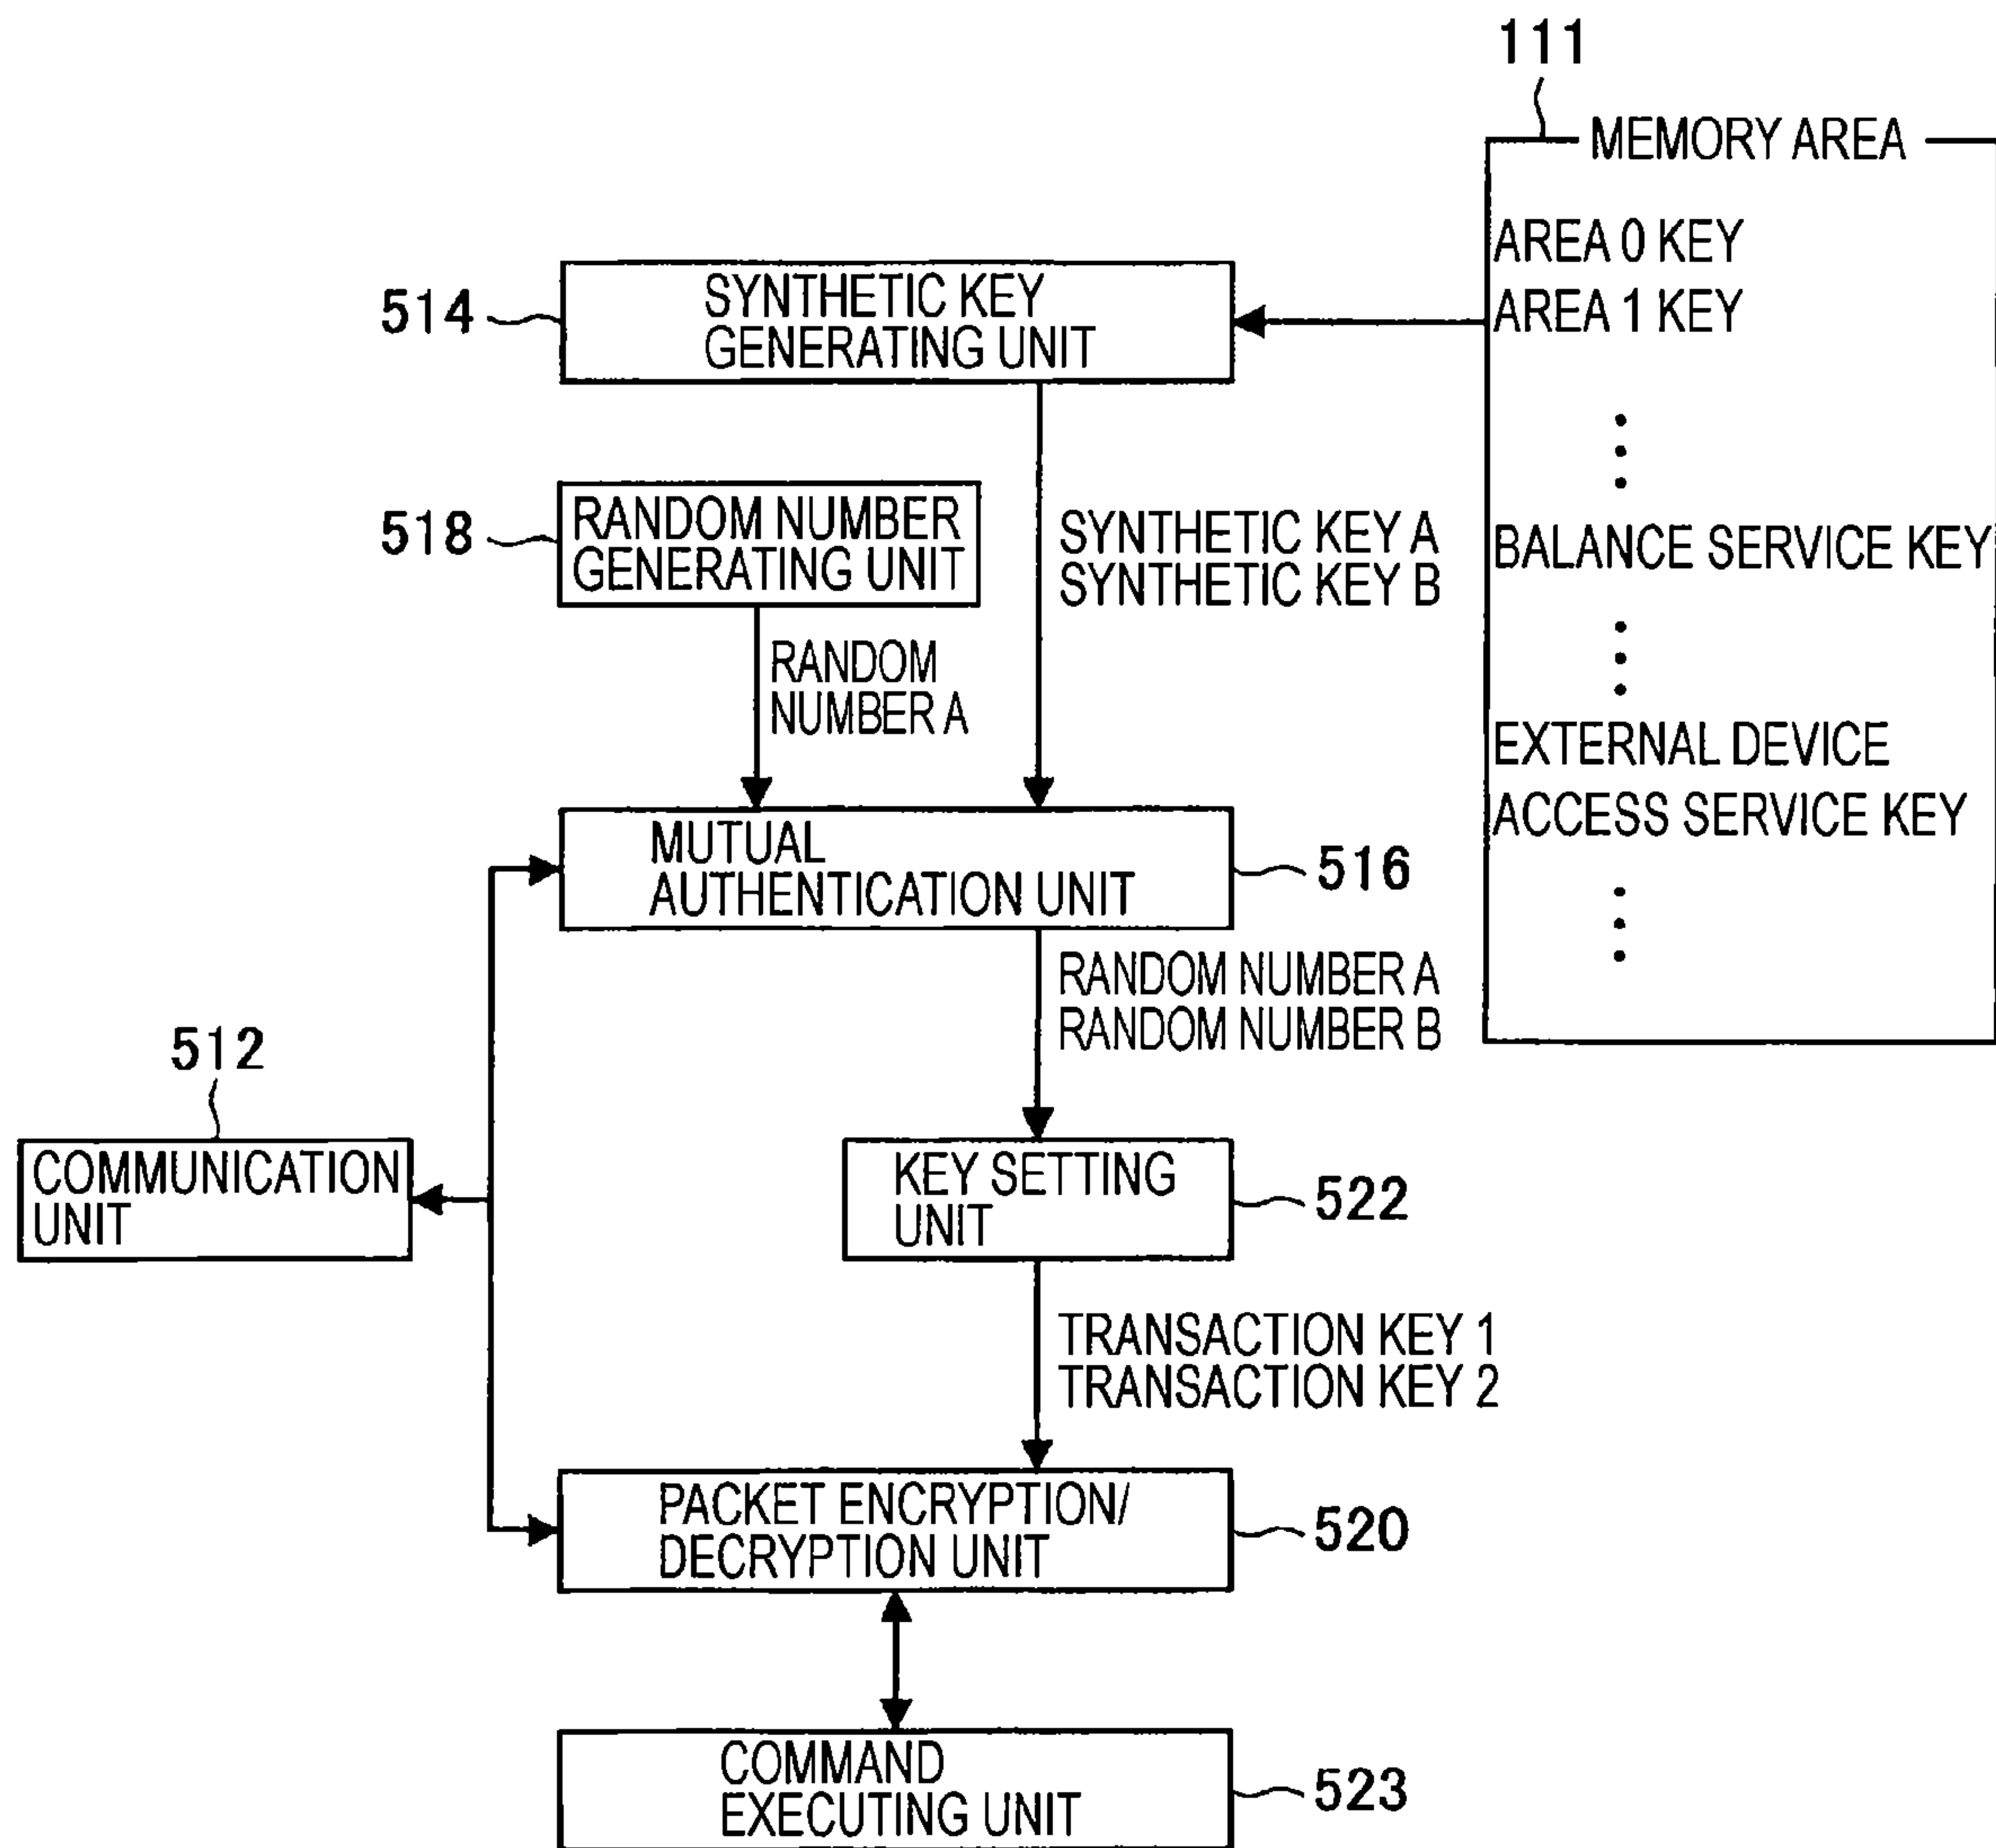 111
MEMORY AREA
AREA 0 KEY
AREA 1 KEY
BALANCE SERVICE KEY
EXTERNAL DEVICE
ACCESS SERVICE KEY
514
SYNTHETIC KEY
GENERATING UNIT
518
RANDOM NUMBER
GENERATING UNIT
SYNTHETIC KEY A
SYNTHETIC KEY B
RANDOM
NUMBER A
MUTUAL
AUTHENTICATION UNIT
516
RANDOM NUMBER A
RANDOM NUMBER B
512
COMMUNICATION
UNIT
KEY SETTING
UNIT
522
TRANSACTION KEY 1
TRANSACTION KEY 2
PACKET ENCRYPTION/
DECRYPTION UNIT
520
COMMAND
EXECUTING UNIT
523